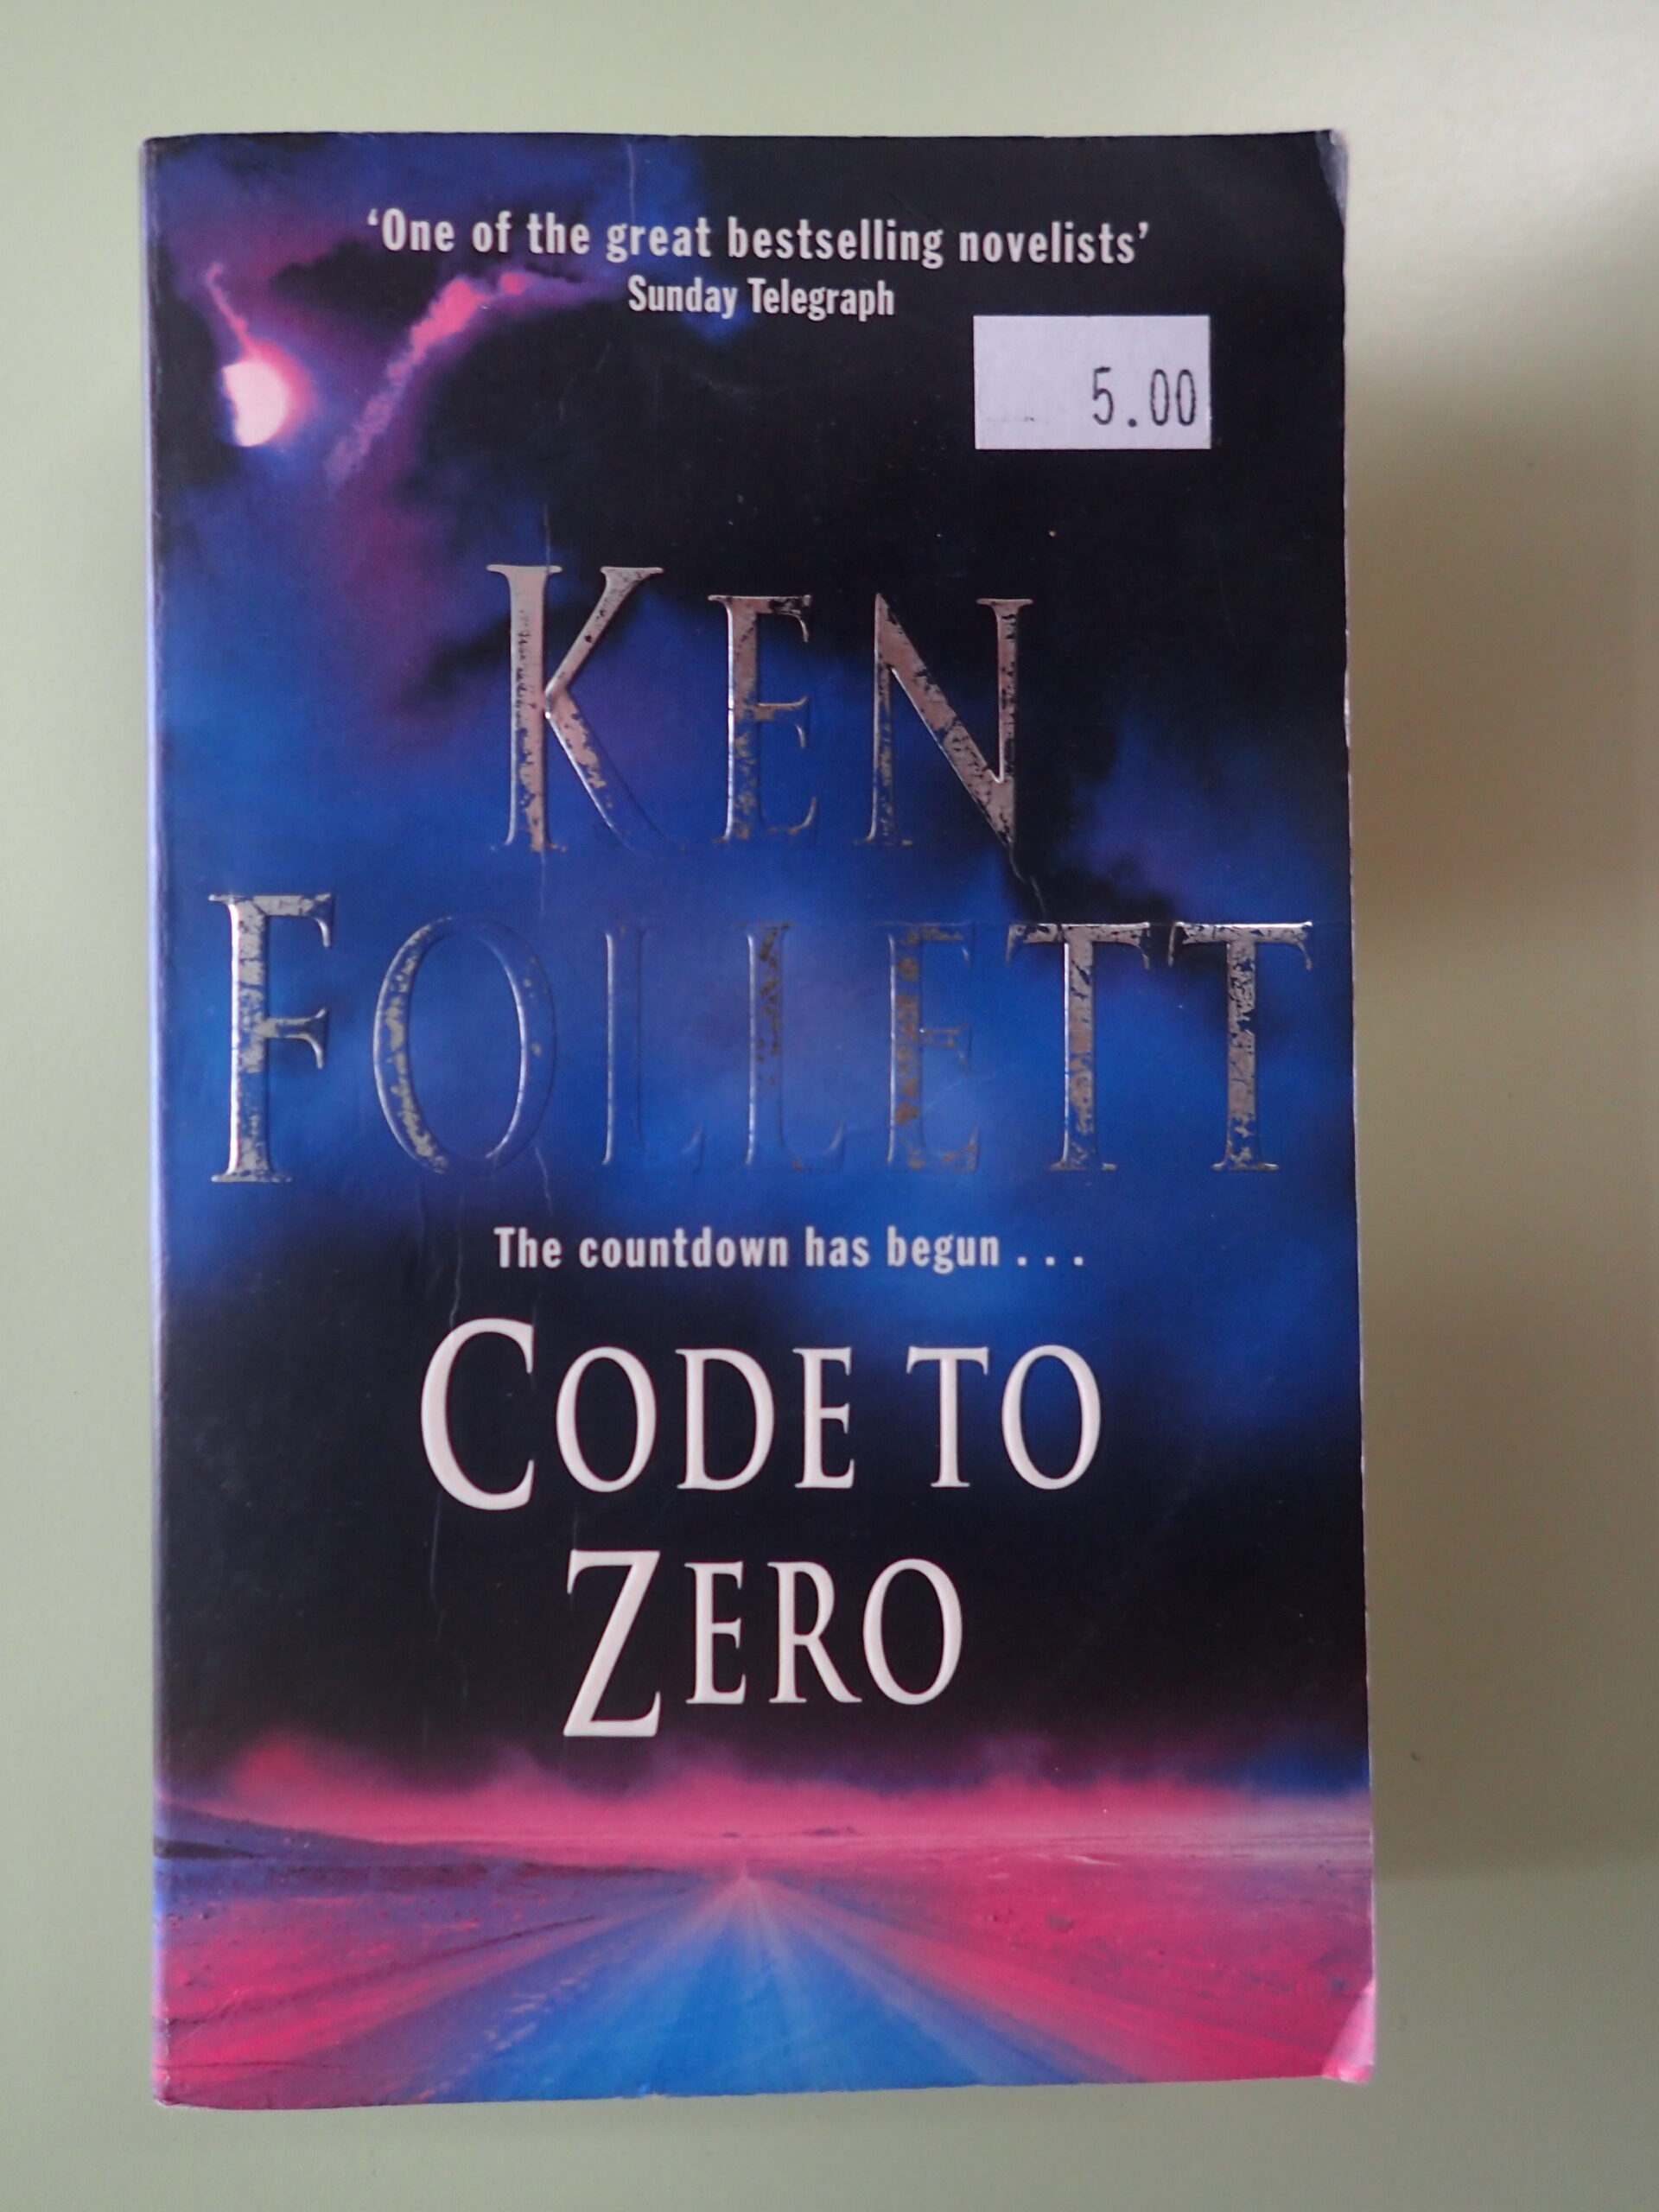 ‘One of the great bestselling novelists’
Sunday Telegraph
5.00
KEN
FOLLETT
The countdown has begun . . .
CODE TO
ZERO